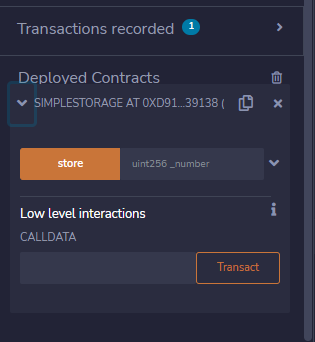 Transactions recorded 1
Deployed Contracts
SIMPLESTORAGE AT 0XD91...39138 (
store uint256 _number
Low level interactions
CALLDATA
Transact